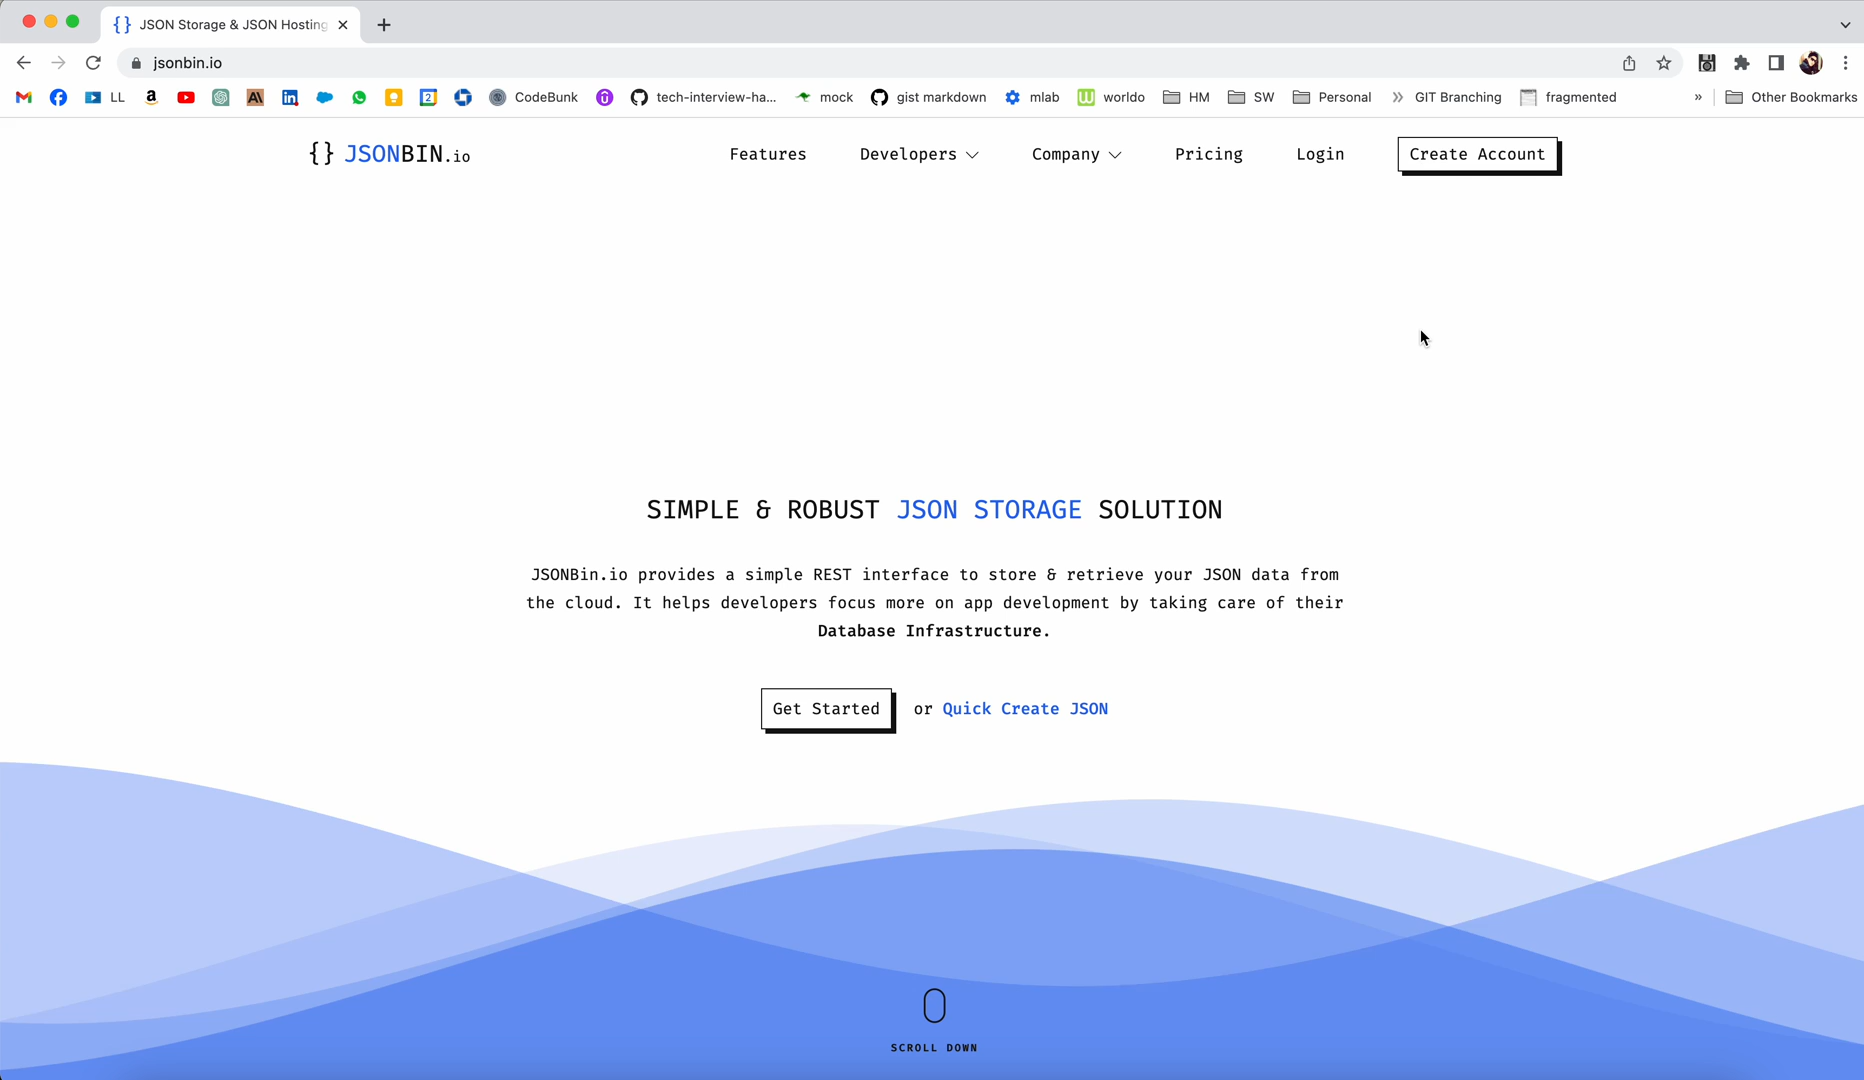 JSON Storage & JSON Hosting
jsonbin.io
LL
CodeBunk
tech-interview-ha...
mock
gist markdown
mlab
worldo
HM
SW
Personal
GIT Branching
fragmented
»
Other Bookmarks
{} JSONBIN.io
Features
Developers
Company
Pricing
Login
Create Account
SIMPLE & ROBUST JSON STORAGE SOLUTION
JSONBin.io provides a simple REST interface to store & retrieve your JSON data from
the cloud. It helps developers focus more on app development by taking care of their
Database Infrastructure.
Get Started or Quick Create JSON
SCROLL DOWN